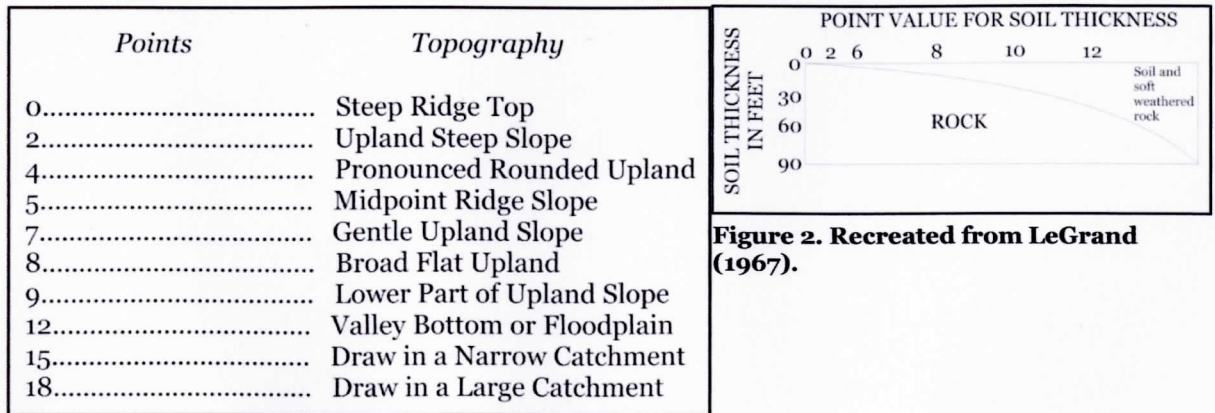 Points Topography
0.................................... Steep Ridge Top
2.................................... Upland Steep Slope
4.................................... Pronounced Rounded Upland
5.................................... Midpoint Ridge Slope
7.................................... Gentle Upland Slope
8.................................... Broad Flat Upland
9.................................... Lower Part of Upland Slope
12.................................. Valley Bottom or Floodplain
15.................................. Draw in a Narrow Catchment
18.................................. Draw in a Large Catchment
POINT VALUE FOR SOIL THICKNESS
0 2 6 8 10 12
SOIL THICKNESS
IN FEET
0
30
60
90
ROCK
Soil and
soft
weathered
rock
Figure 2. Recreated from LeGrand
(1967).